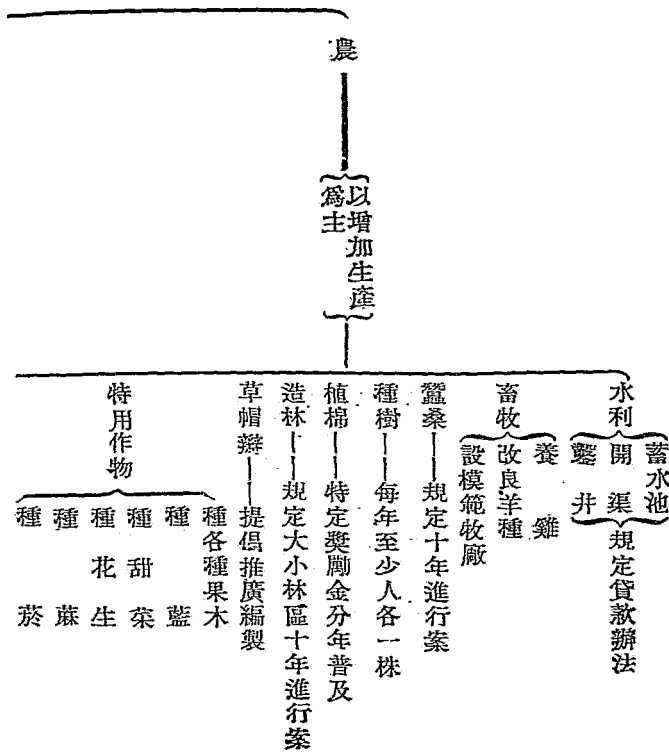 農
以增加生產
爲主
水利
蓄水池
開渠
鑿井
規定貸款辦法
畜牧
養雞
改良羊種
設模範牧廠
蠶桑
規定十年進行案
種樹
每年至少人各一株
植棉
特定獎勵金分年普及
造林
規定大小林區十年進行案
草帽辮
提倡推廣編製
特用作物
種各種果木
種藍
種甜菜
種花生
種蔴
種菸